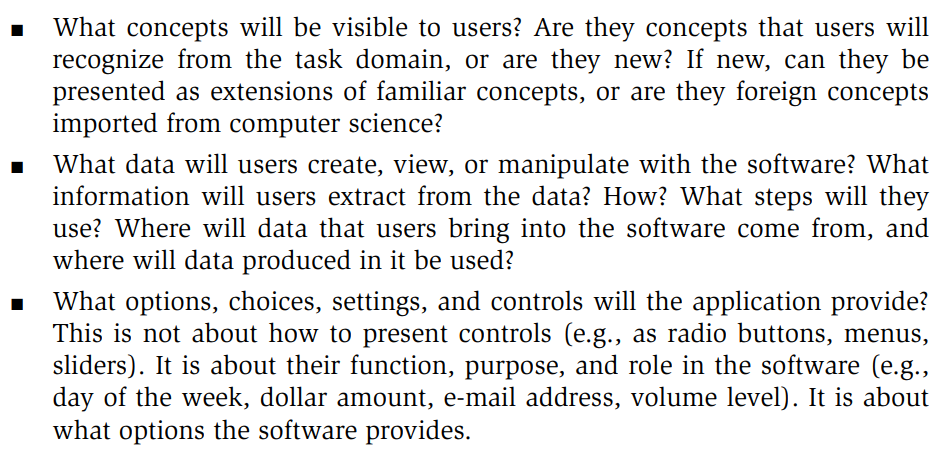 ■ What concepts will be visible to users? Are they concepts that users will
recognize from the task domain, or are they new? If new, can they be
presented as extensions of familiar concepts, or are they foreign concepts
imported from computer science?
■ What data will users create, view, or manipulate with the software? What
information will users extract from the data? How? What steps will they
use? Where will data that users bring into the software come from, and
where will data produced in it be used?
■ What options, choices, settings, and controls will the application provide?
This is not about how to present controls (e.g., as radio buttons, menus,
sliders). It is about their function, purpose, and role in the software (e.g.,
day of the week, dollar amount, e-mail address, volume level). It is about
what options the software provides.